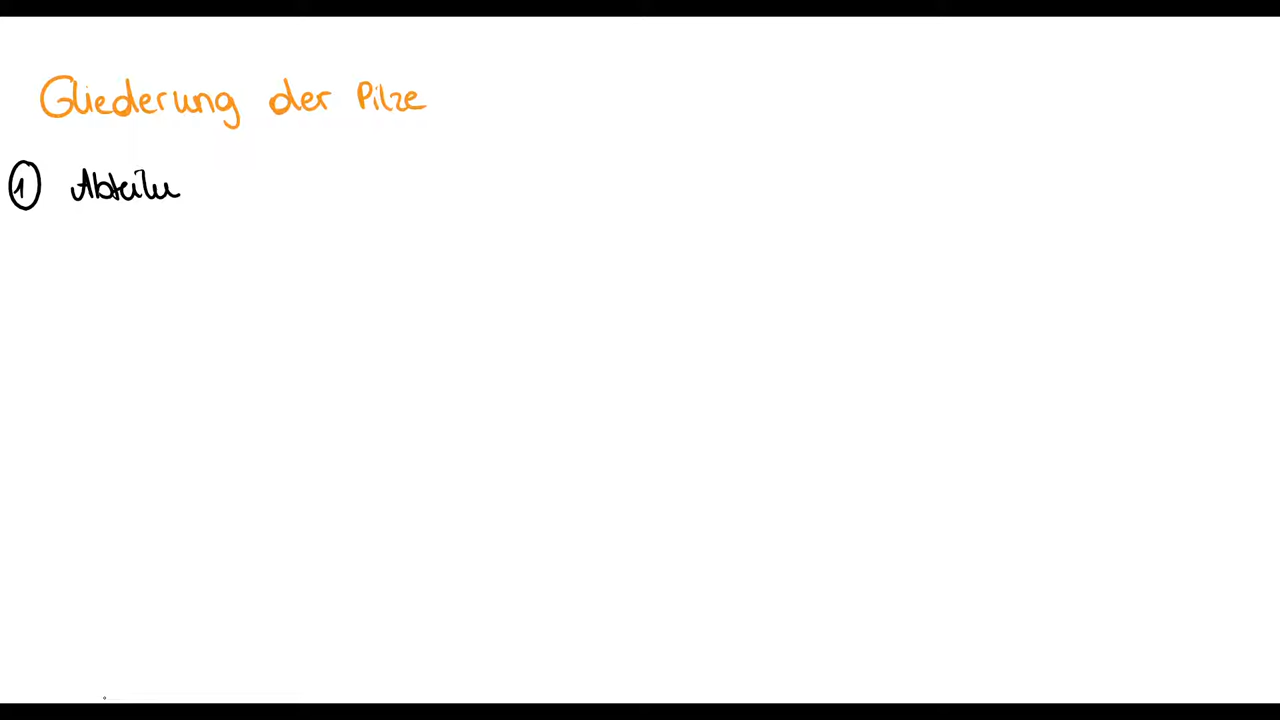 Gliederung der Pilze
① Abteilu